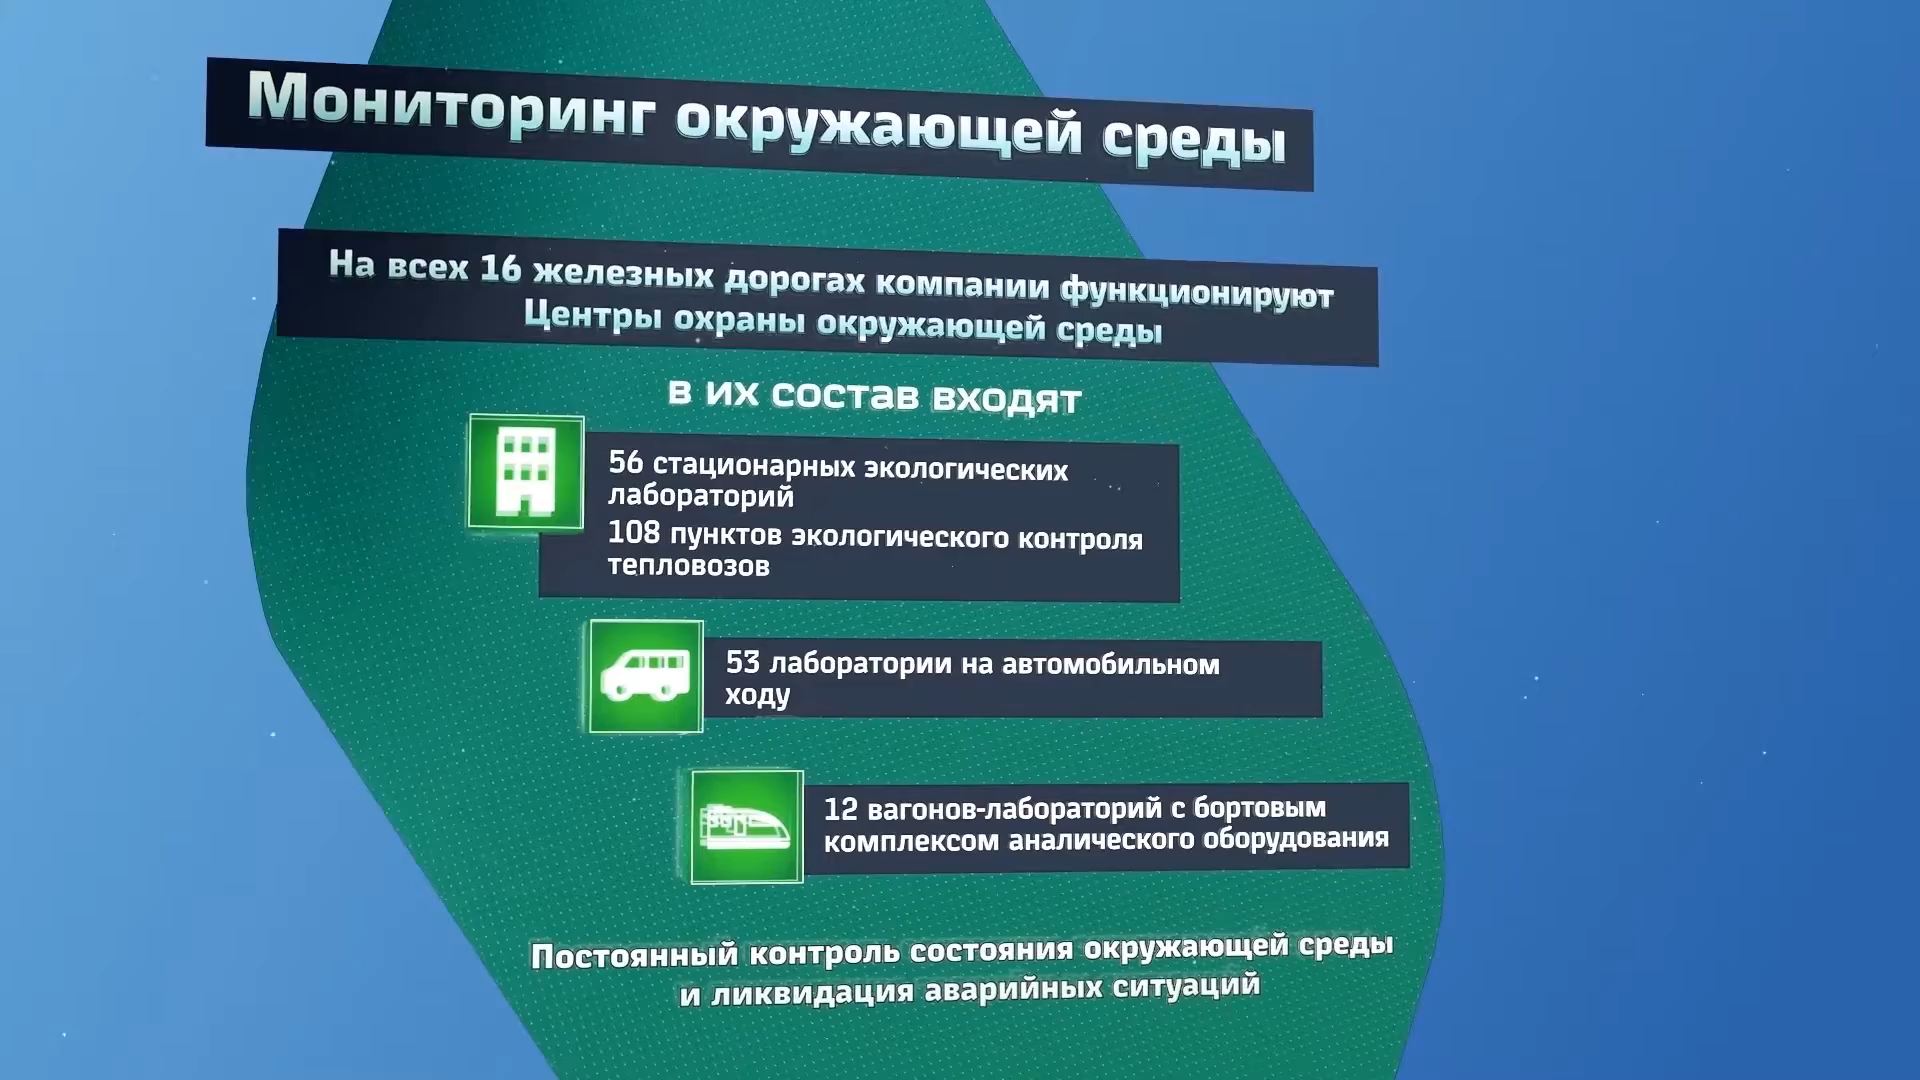 Мониторинг окружающей среды
На всех 16 железных дорогах компании функционируют
Центры охраны окружающей среды
в их состав входят
56 стационарных экологических
лабораторий
108 пунктов экологического контроля
тепловозов
53 лаборатории на автомобильном
ходу
12 вагонов-лабораторий с бортовым
комплексом аналического оборудования
Постоянный контроль состояния окружающей среды
и ликвидация аварийных ситуаций